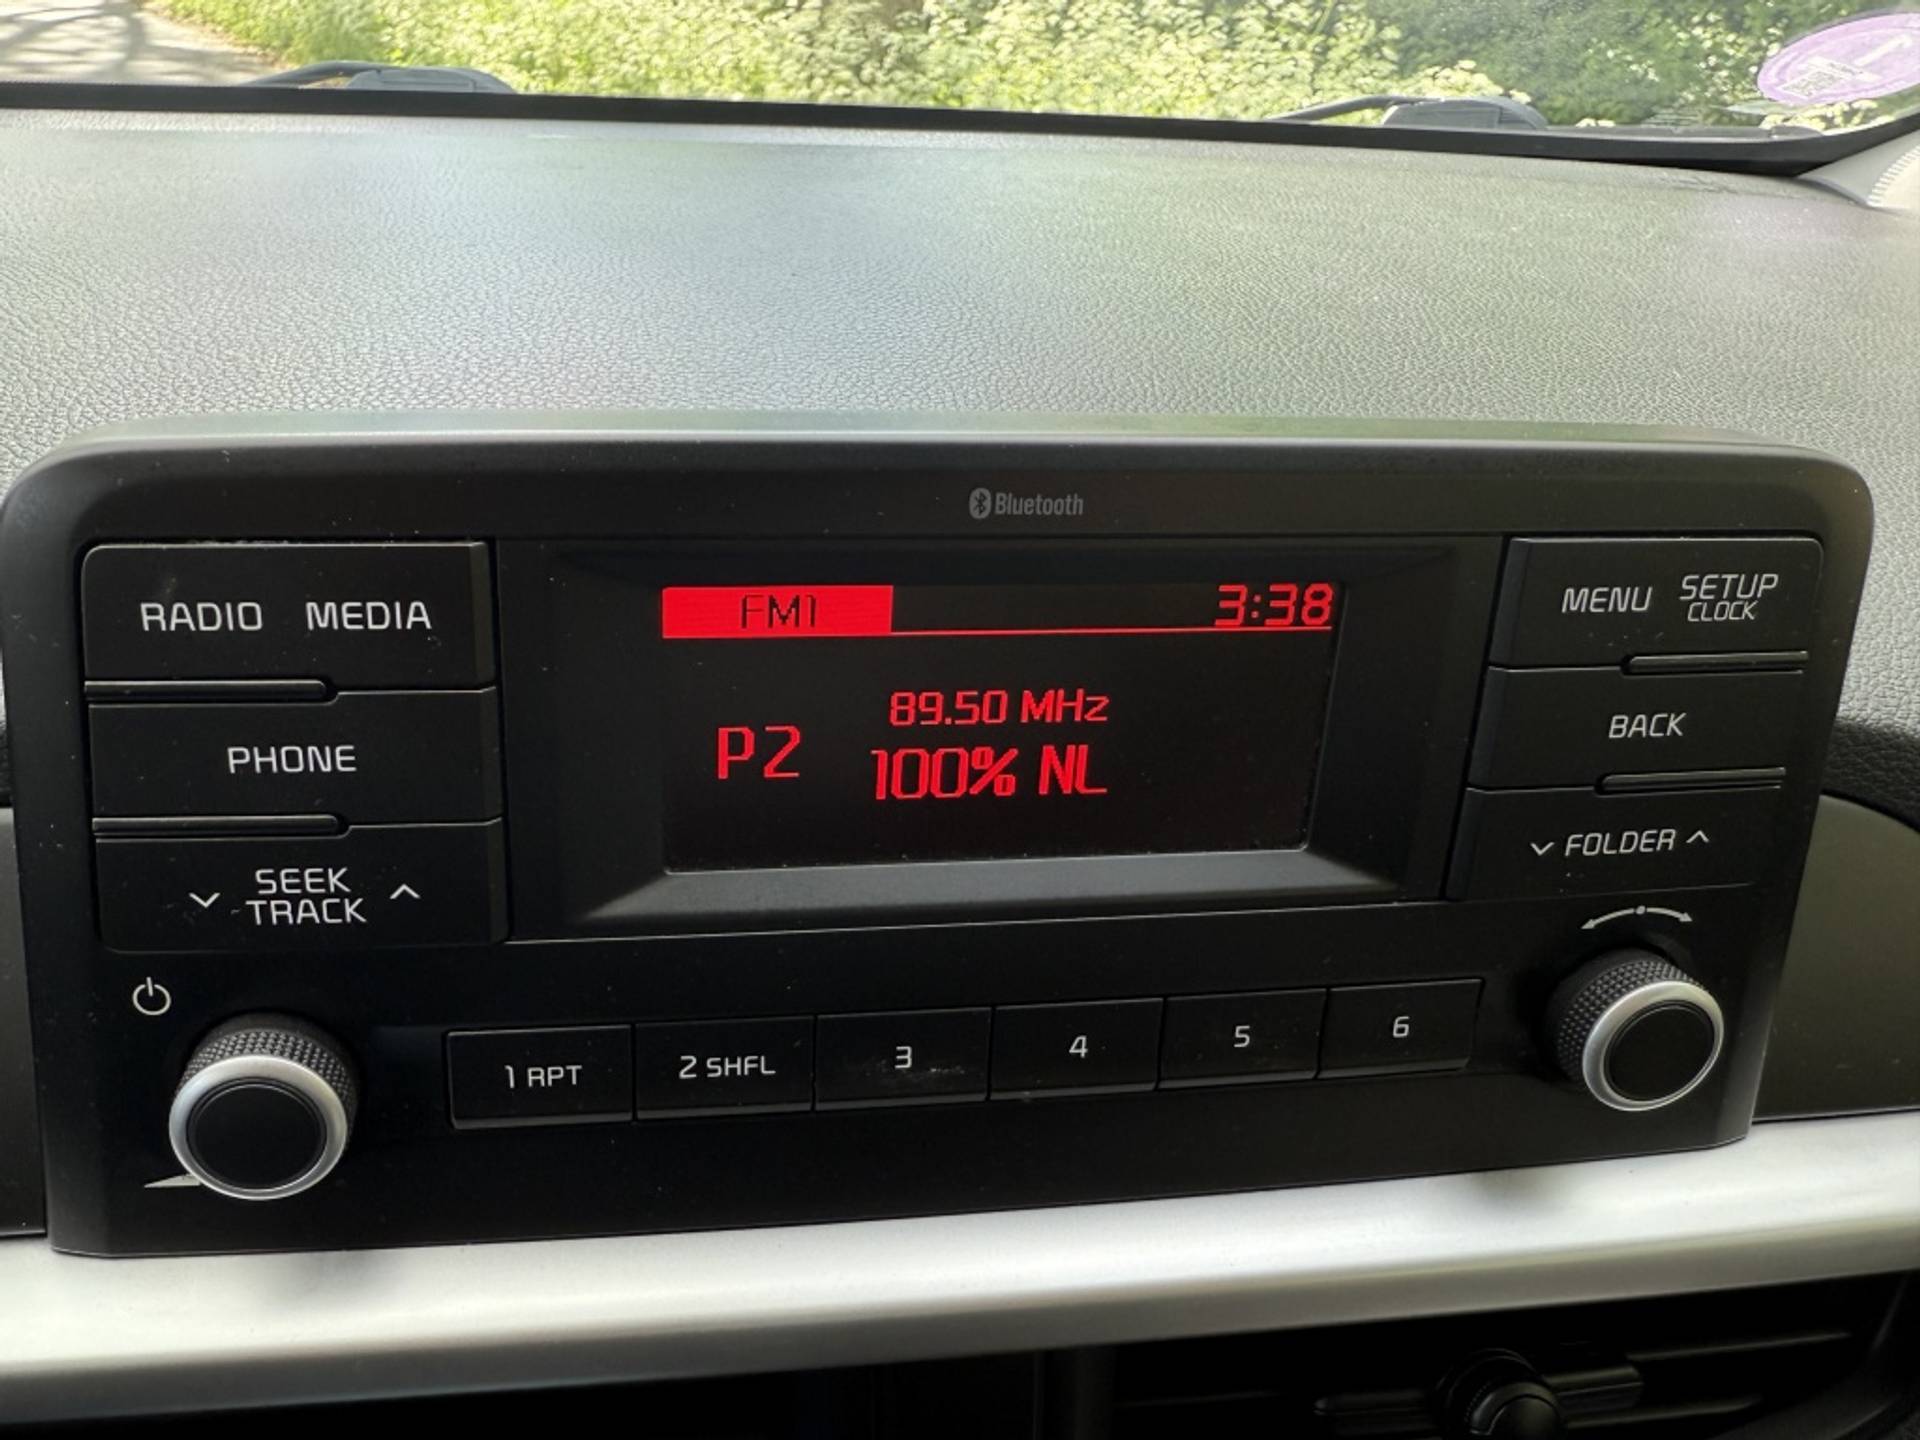 Bluetooth
RADIO MEDIA
PHONE
SEEK
TRACK
FM1 3:38
89.50 MHz
P2
100% NL
MENU SETUP
CLOCK
BACK
FOLDER
1 RPT
2 SHFL
3
4
5
6